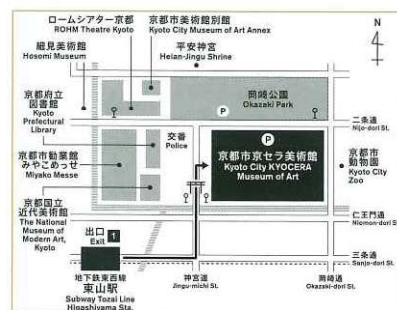 ロームシアター京都
ROHM Theatre Kyoto
京都市美術館別館
Kyoto City Museum of Art Annex
細見美術館
Hosomi Museum
平安神宮
Heian-Jingu Shrine
N
4
岡崎公園
Okazaki Park
P
京都府立
図書館
Kyoto
Prefectural
Library
二条通
Nijo-dori St.
交番
Police
P
京都市京セラ美術館
Kyoto City KYOCERA
Museum of Art
京都市
動物園
Kyoto City
Zoo
京都市勧業館
みやこめっせ
Miyako Messe
京都国立
近代美術館
The National
Museum of
Modern Art,
Kyoto
仁王門通
Niomon-dori St.
出口
Exit 1
三条通
Sanjo-dori St.
地下鉄東西線
東山駅
Subway Tozai Line
Higashiyama Sta.
神宮道
Jingu-michi St.
岡崎通
Okazaki-dori St.